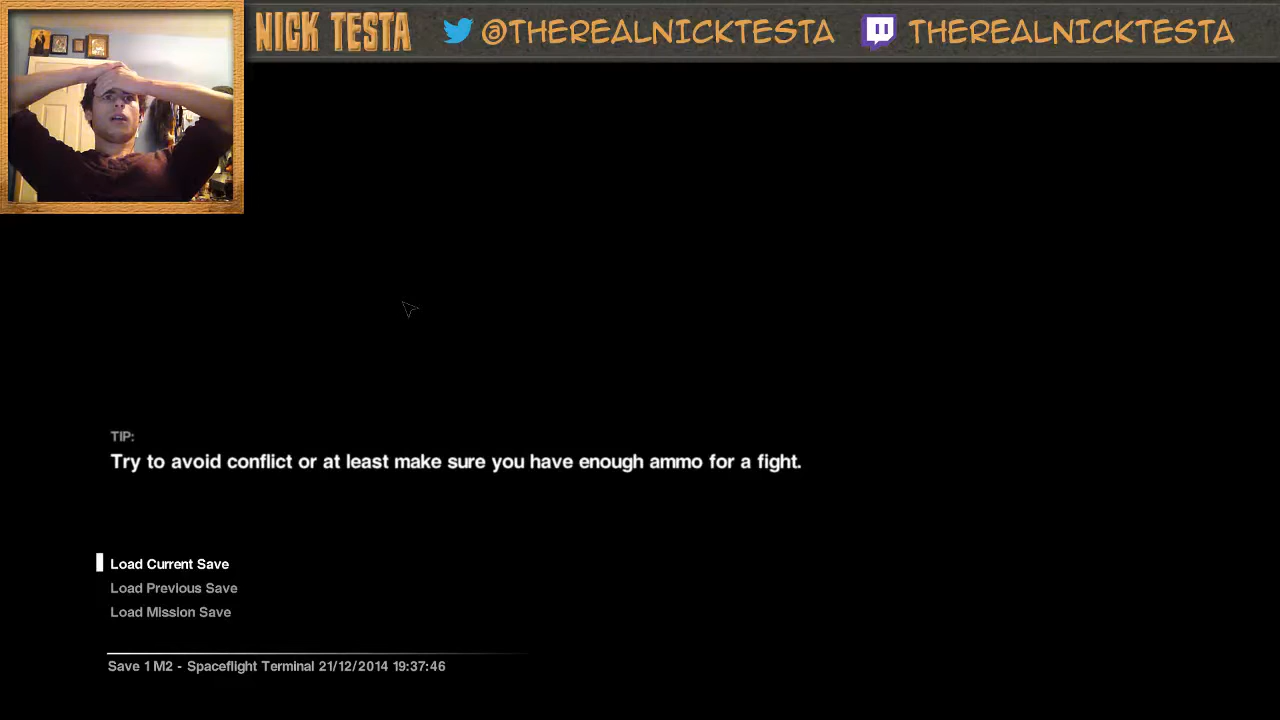 NICK TESTA @THEREALNICKTESTA THEREALNICKTESTA
TIP:
Try to avoid conflict or at least make sure you have enough ammo for a fight.
Load Current Save
Load Previous Save
Load Mission Save
Save 1 M2 - Spaceflight Terminal 21/12/2014 19:37:46